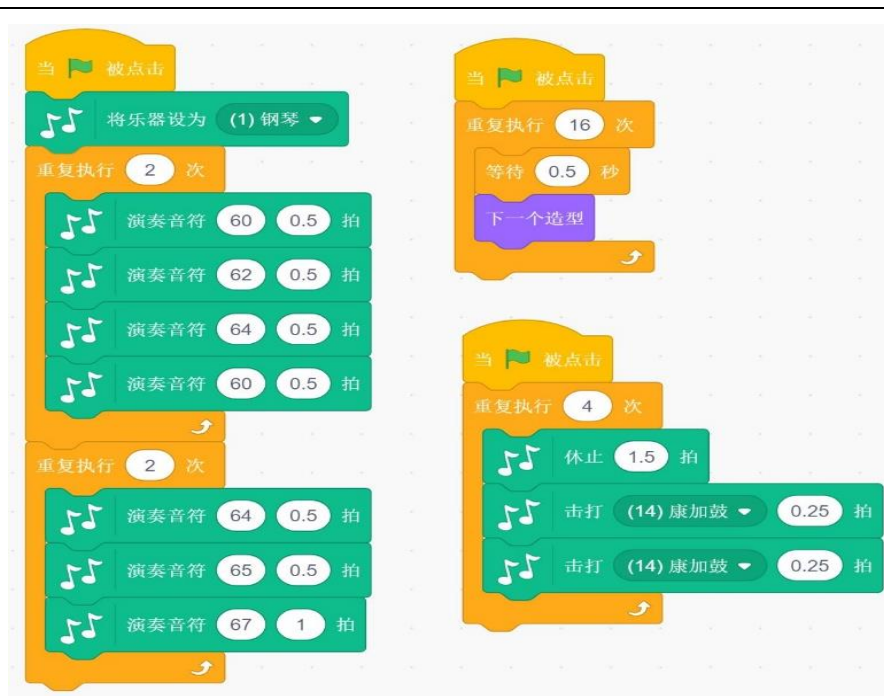 当 被点击
将乐器设为 (1) 钢琴
重复执行 2 次
演奏音符 60 0.5 拍
演奏音符 62 0.5 拍
演奏音符 64 0.5 拍
演奏音符 60 0.5 拍
重复执行 2 次
演奏音符 64 0.5 拍
演奏音符 65 0.5 拍
演奏音符 67 1 拍
当 被点击
重复执行 16 次
等待 0.5 秒
下一个造型
当 被点击
重复执行 4 次
休止 1.5 拍
击打 (14) 康加鼓 0.25 拍
击打 (14) 康加鼓 0.25 拍